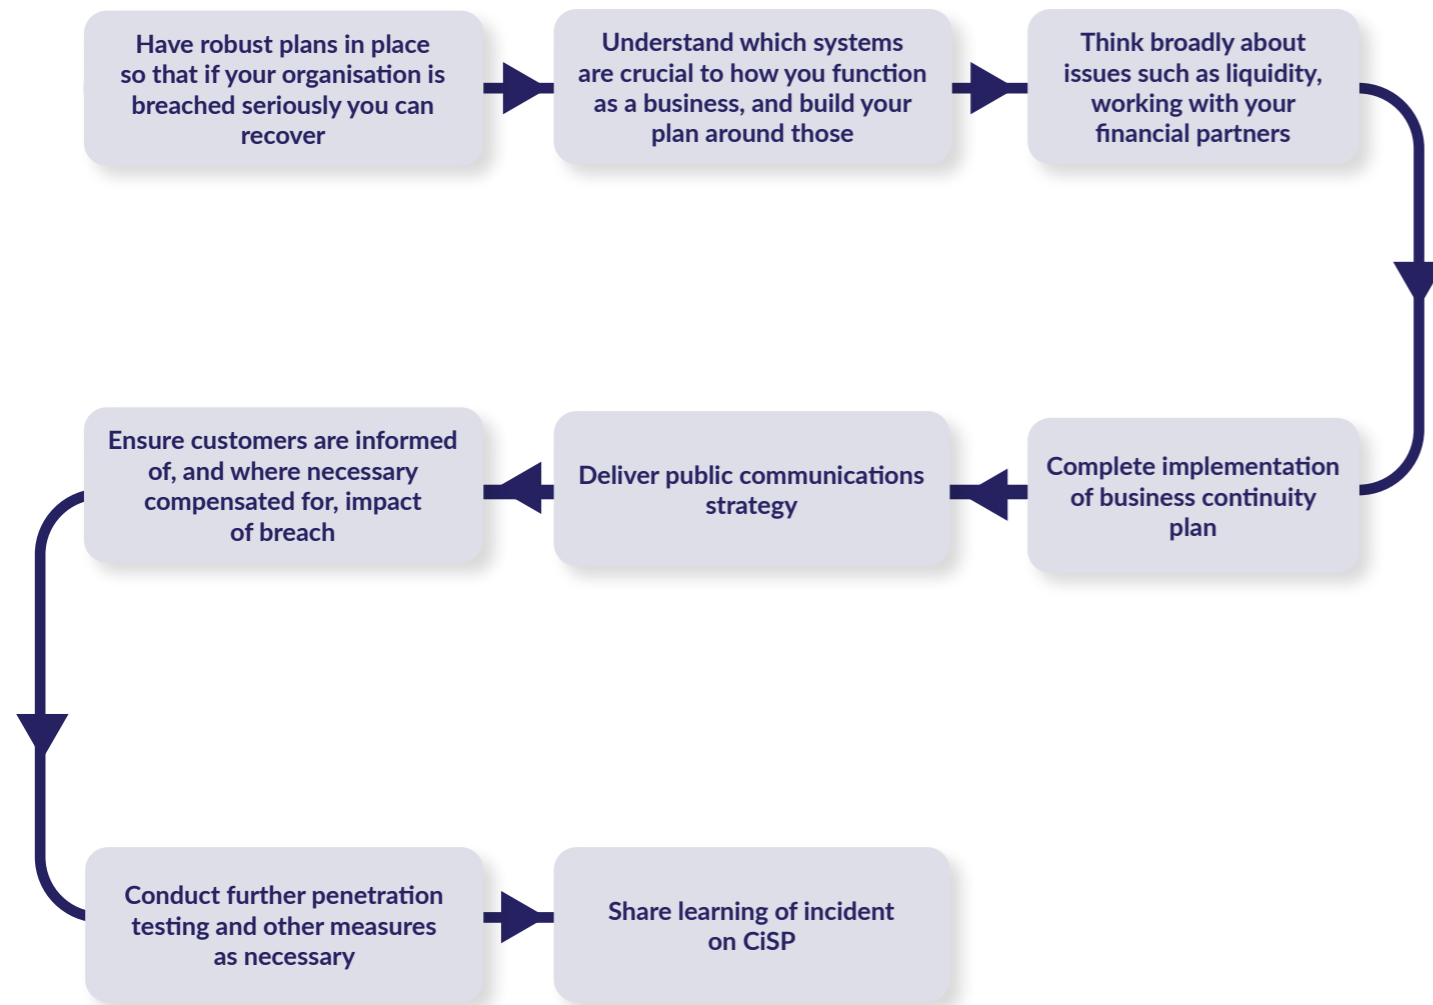 Have robust plans in place
so that if your organisation is
breached seriously you can
recover
Understand which systems
are crucial to how you function
as a business, and build your
plan around those
Think broadly about
issues such as liquidity,
working with your
financial partners
Complete implementation
of business continuity
plan
Deliver public communications
strategy
Ensure customers are informed
of, and where necessary
compensated for, impact
of breach
Conduct further penetration
testing and other measures
as necessary
Share learning of incident
on CiSP